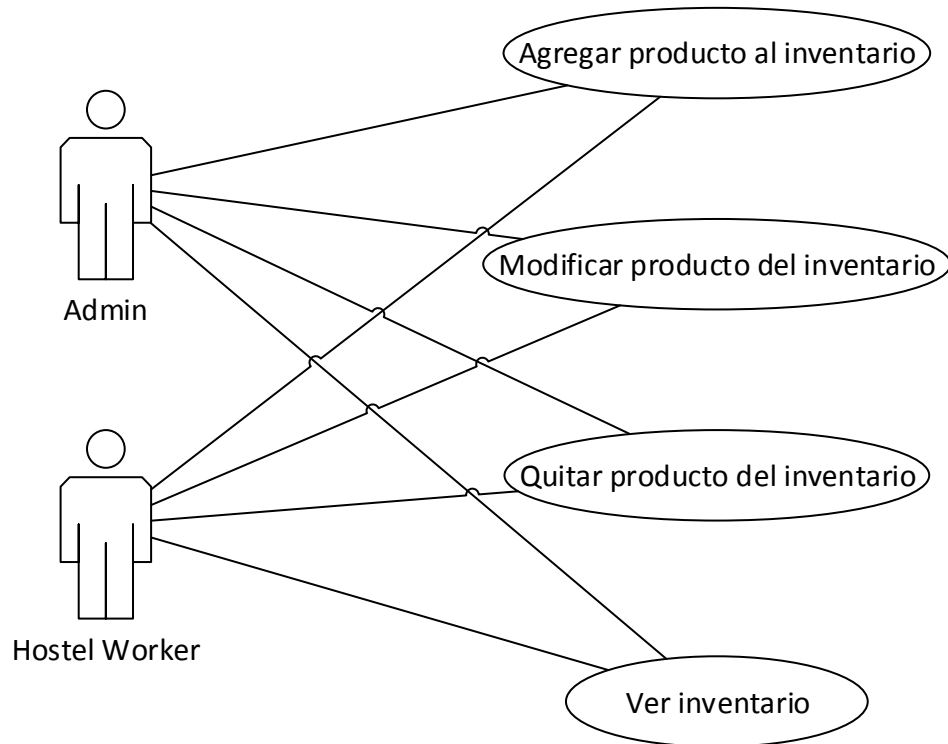 Agregar producto al inventario
Modificar producto del inventario
Admin
Quitar producto del inventario
Hostel Worker
Ver inventario